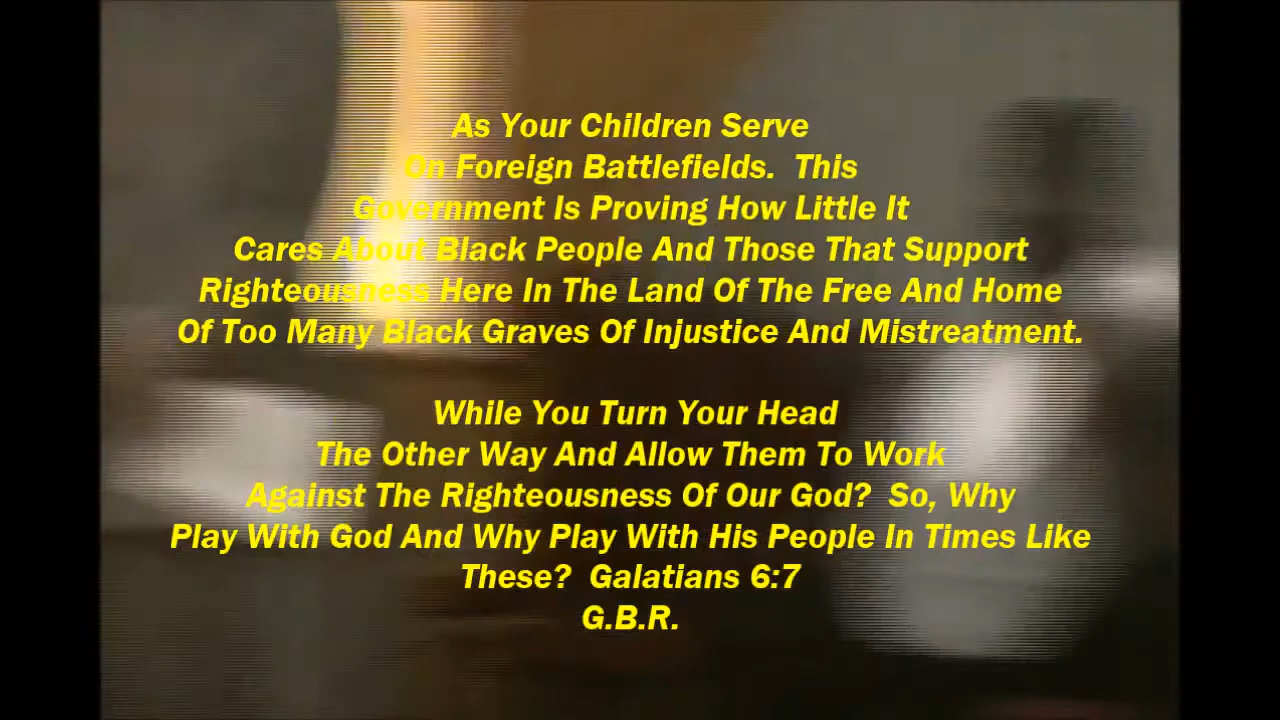 As Your Children Serve
On Foreign Battlefields.  This
Government Is Proving How Little It
Cares About Black People And Those That Support
Righteousness Here In The Land Of The Free And Home
Of Too Many Black Graves Of Injustice And Mistreatment.
While You Turn Your Head
The Other Way And Allow Them To Work
Against The Righteousness Of Our God?  So, Why
Play With God And Why Play With His People In Times Like
These?  Galatians 6:7
G.B.R.